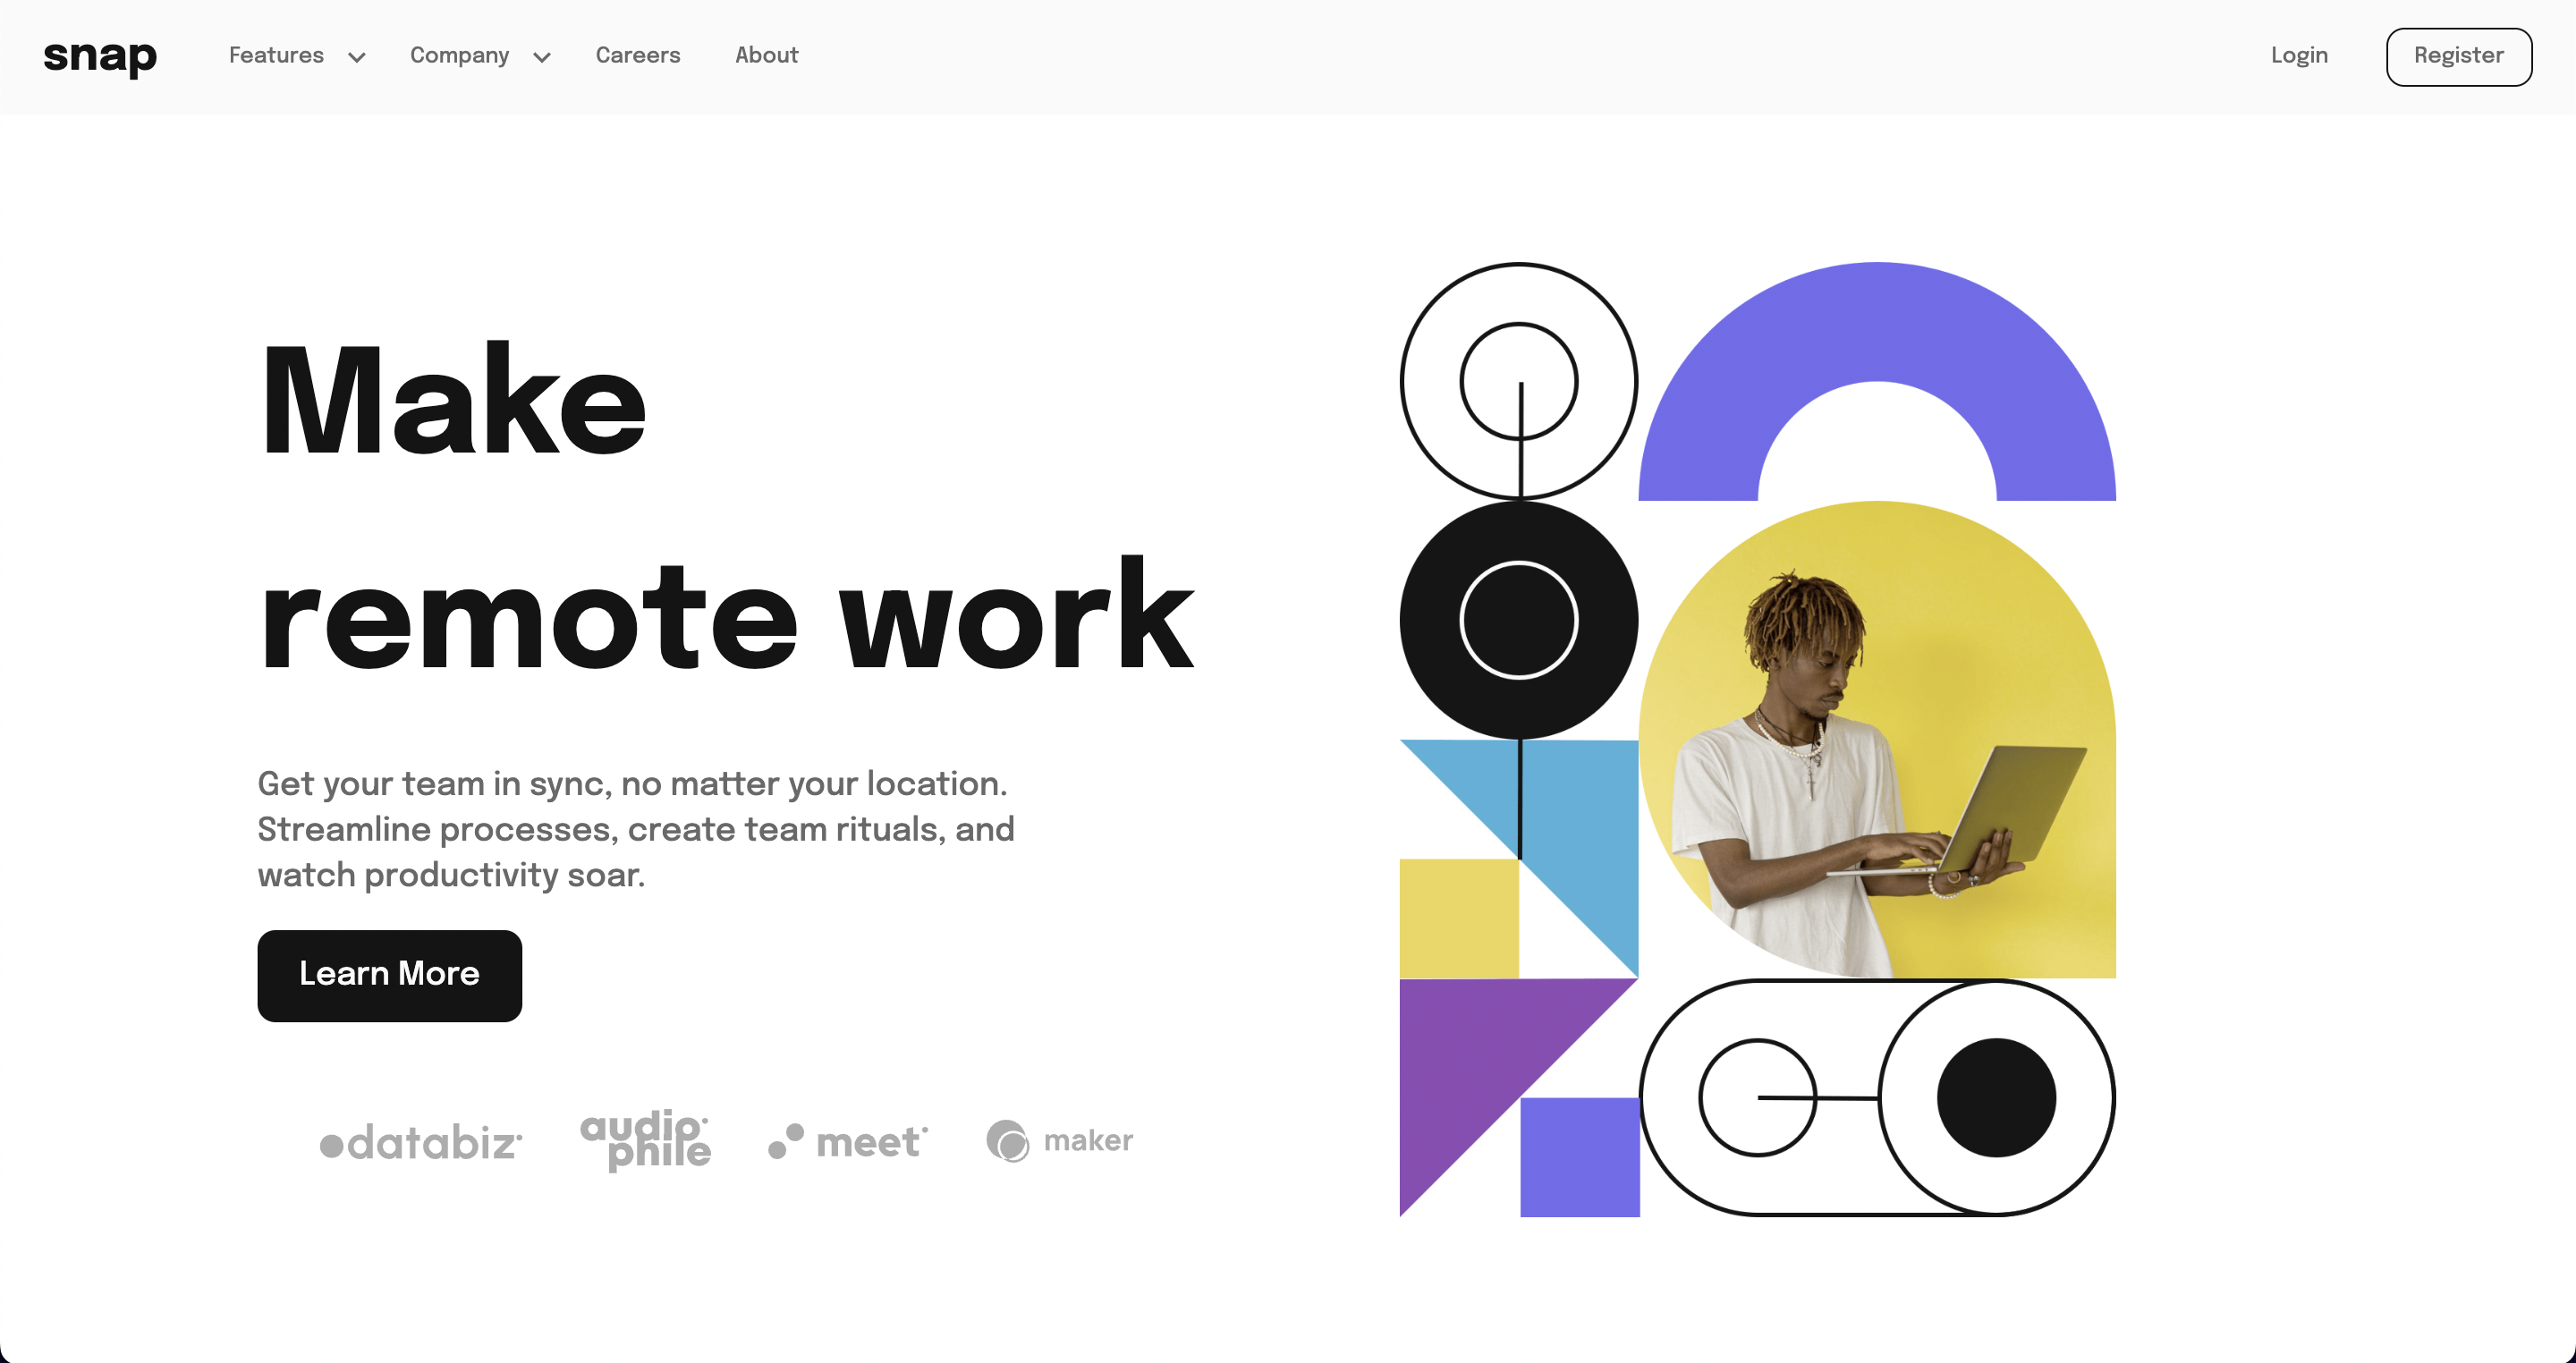 snap Features Company Careers About Login Register
Make
remote work
Get your team in sync, no matter your location.
Streamline processes, create team rituals, and
watch productivity soar.
Learn More
databiz audiophile meet maker